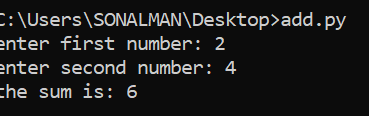 C:\Users\SONALMAN\Desktop>add.py
enter first number: 2
enter second number: 4
the sum is: 6